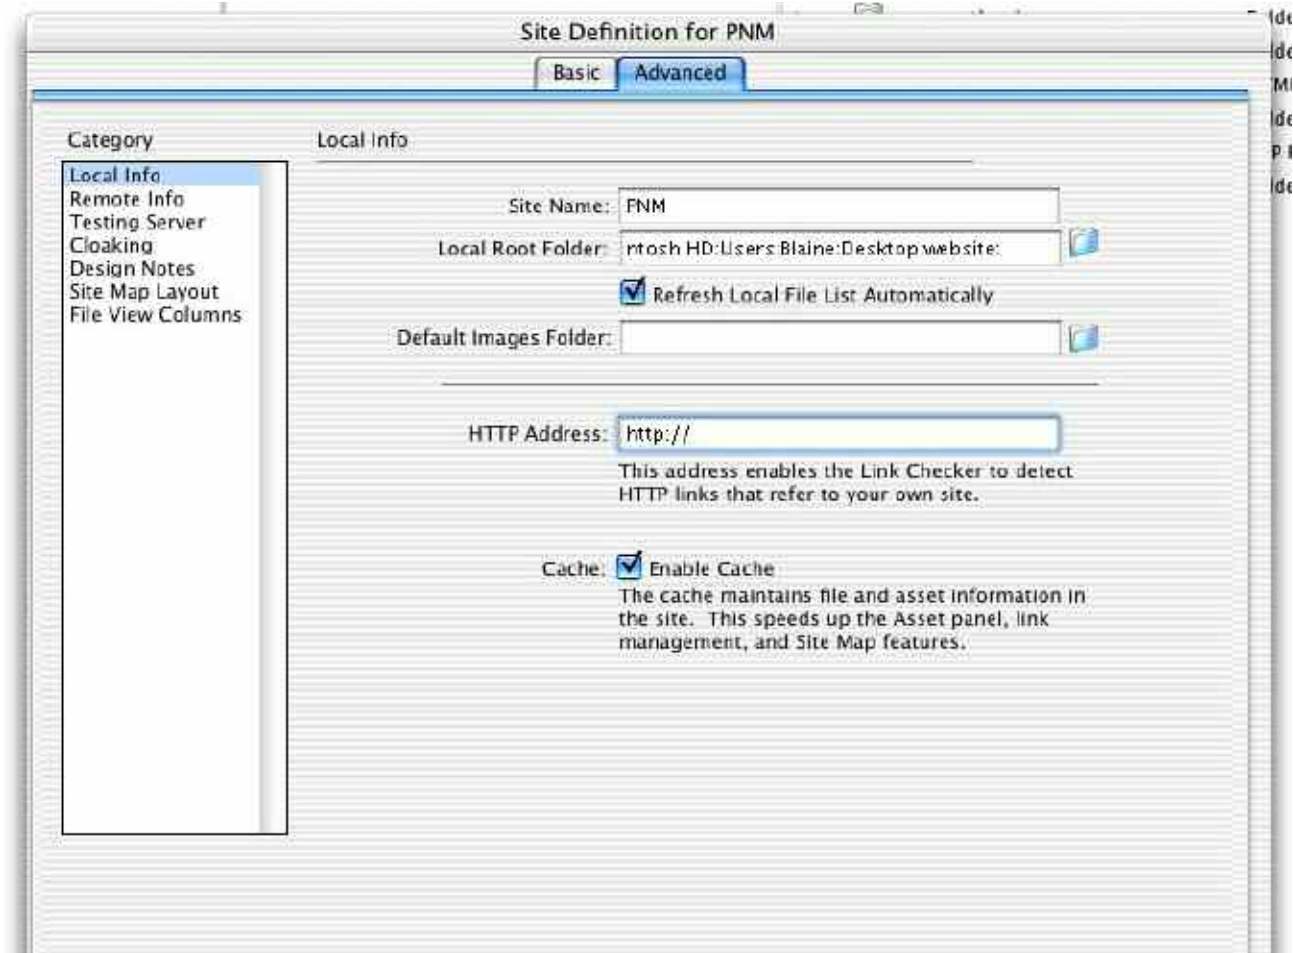 Site Definition for PNM
Basic
Advanced
Category
Local Info
Remote Info
Testing Server
Cloaking
Design Notes
Site Map Layout
File View Columns
Local Info
Site Name: PNM
Local Root Folder: ntosh HD:Users:Blaine:Desktop:website:
Refresh Local File List Automatically
Default Images Folder:
HTTP Address: http://
This address enables the Link Checker to detect
HTTP links that refer to your own site.
Cache: Enable Cache
The cache maintains file and asset information in
the site. This speeds up the Asset panel, link
management, and Site Map features.